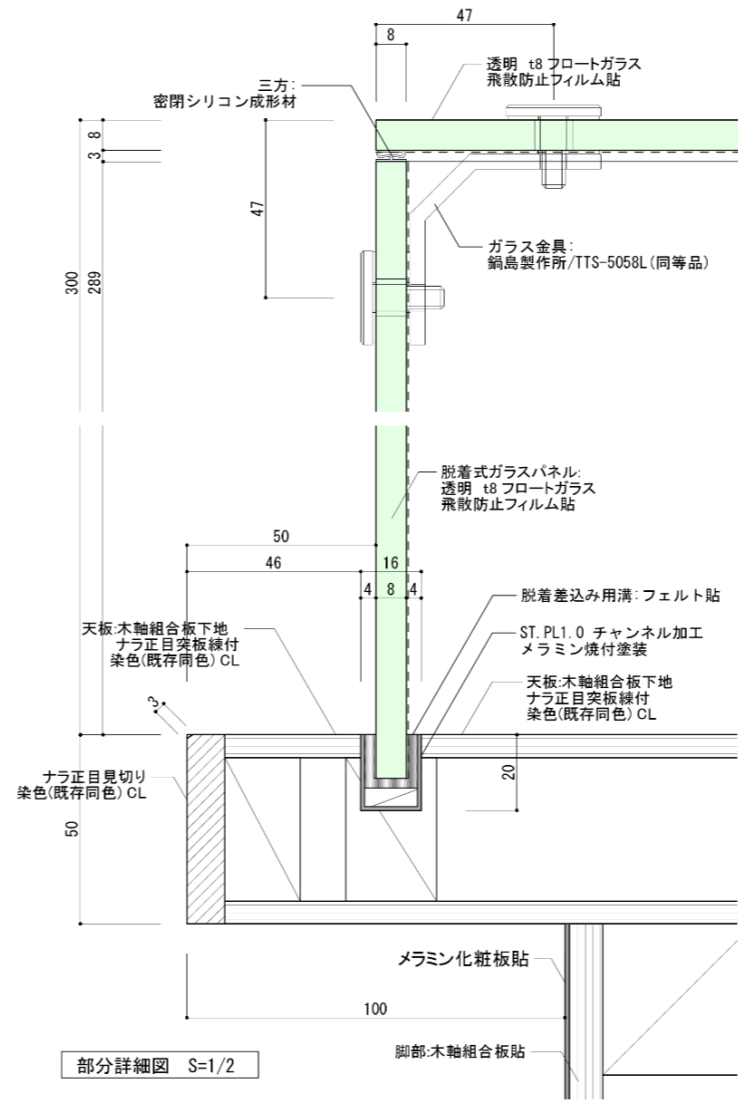 47
8
透明 t8 フロートガラス
飛散防止フィルム貼
三方:
密閉シリコン成形材
8
3
47
ガラス金具:
鍋島製作所/TTS-5058L(同等品)
300
289
脱着式ガラスパネル:
透明 t8 フロートガラス
飛散防止フィルム貼
50
46
16
4
8
4
脱着差込み用溝:フェルト貼
天板:木軸組合板下地
ナラ正目突板練付
染色(既存同色) CL
ST.PL1.0 チャンネル加工
メラミン焼付塗装
天板:木軸組合板下地
ナラ正目突板練付
染色(既存同色) CL
3
20
ナラ正目見切り
染色(既存同色) CL
50
メラミン化粧板貼
100
脚部:木軸組合板貼
部分詳細図 S=1/2